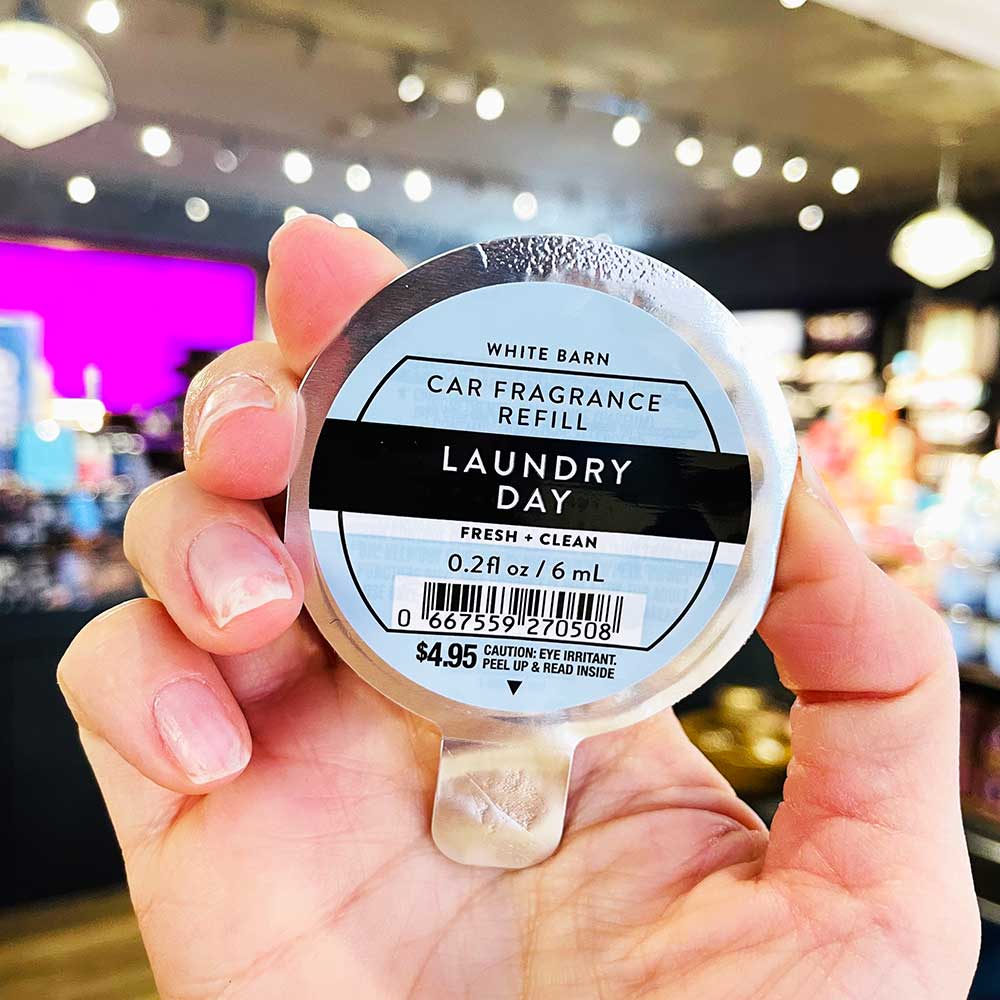 WHITE BARN
CAR FRAGRANCE
REFILL
LAUNDRY
DAY
FRESH + CLEAN
0.2fl oz / 6 mL
0 667559 270508
$4.95 CAUTION: EYE IRRITANT.
PEEL UP & READ INSIDE